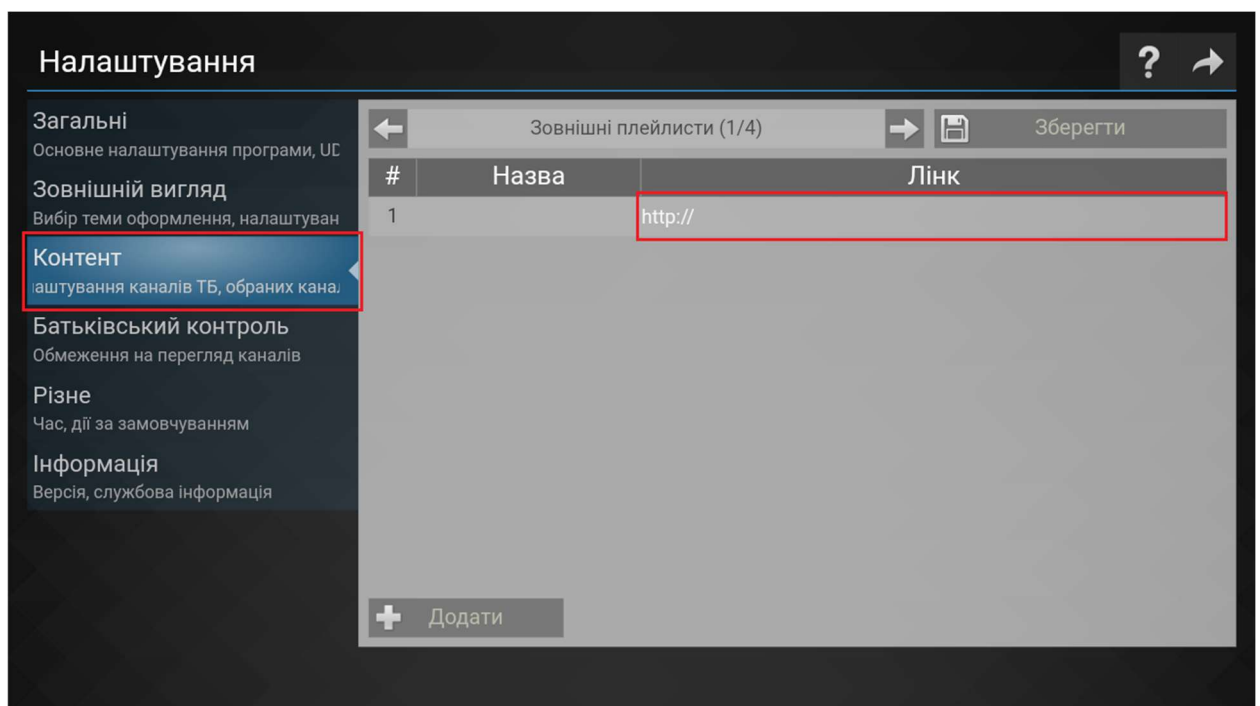 Налаштування
?
Загальні
Основне налаштування програми, UD
Зовнішній вигляд
Вибір теми оформлення, налаштуван
Контент
аштування каналів ТБ, обраних кана
Батьківський контроль
Обмеження на перегляд каналів
Різне
Час, дії за замовчуванням
Інформація
Версія, службова інформація
Зовнішні плейлисти (1/4)
Зберегти
# Назва Лінк
1 http://
Додати